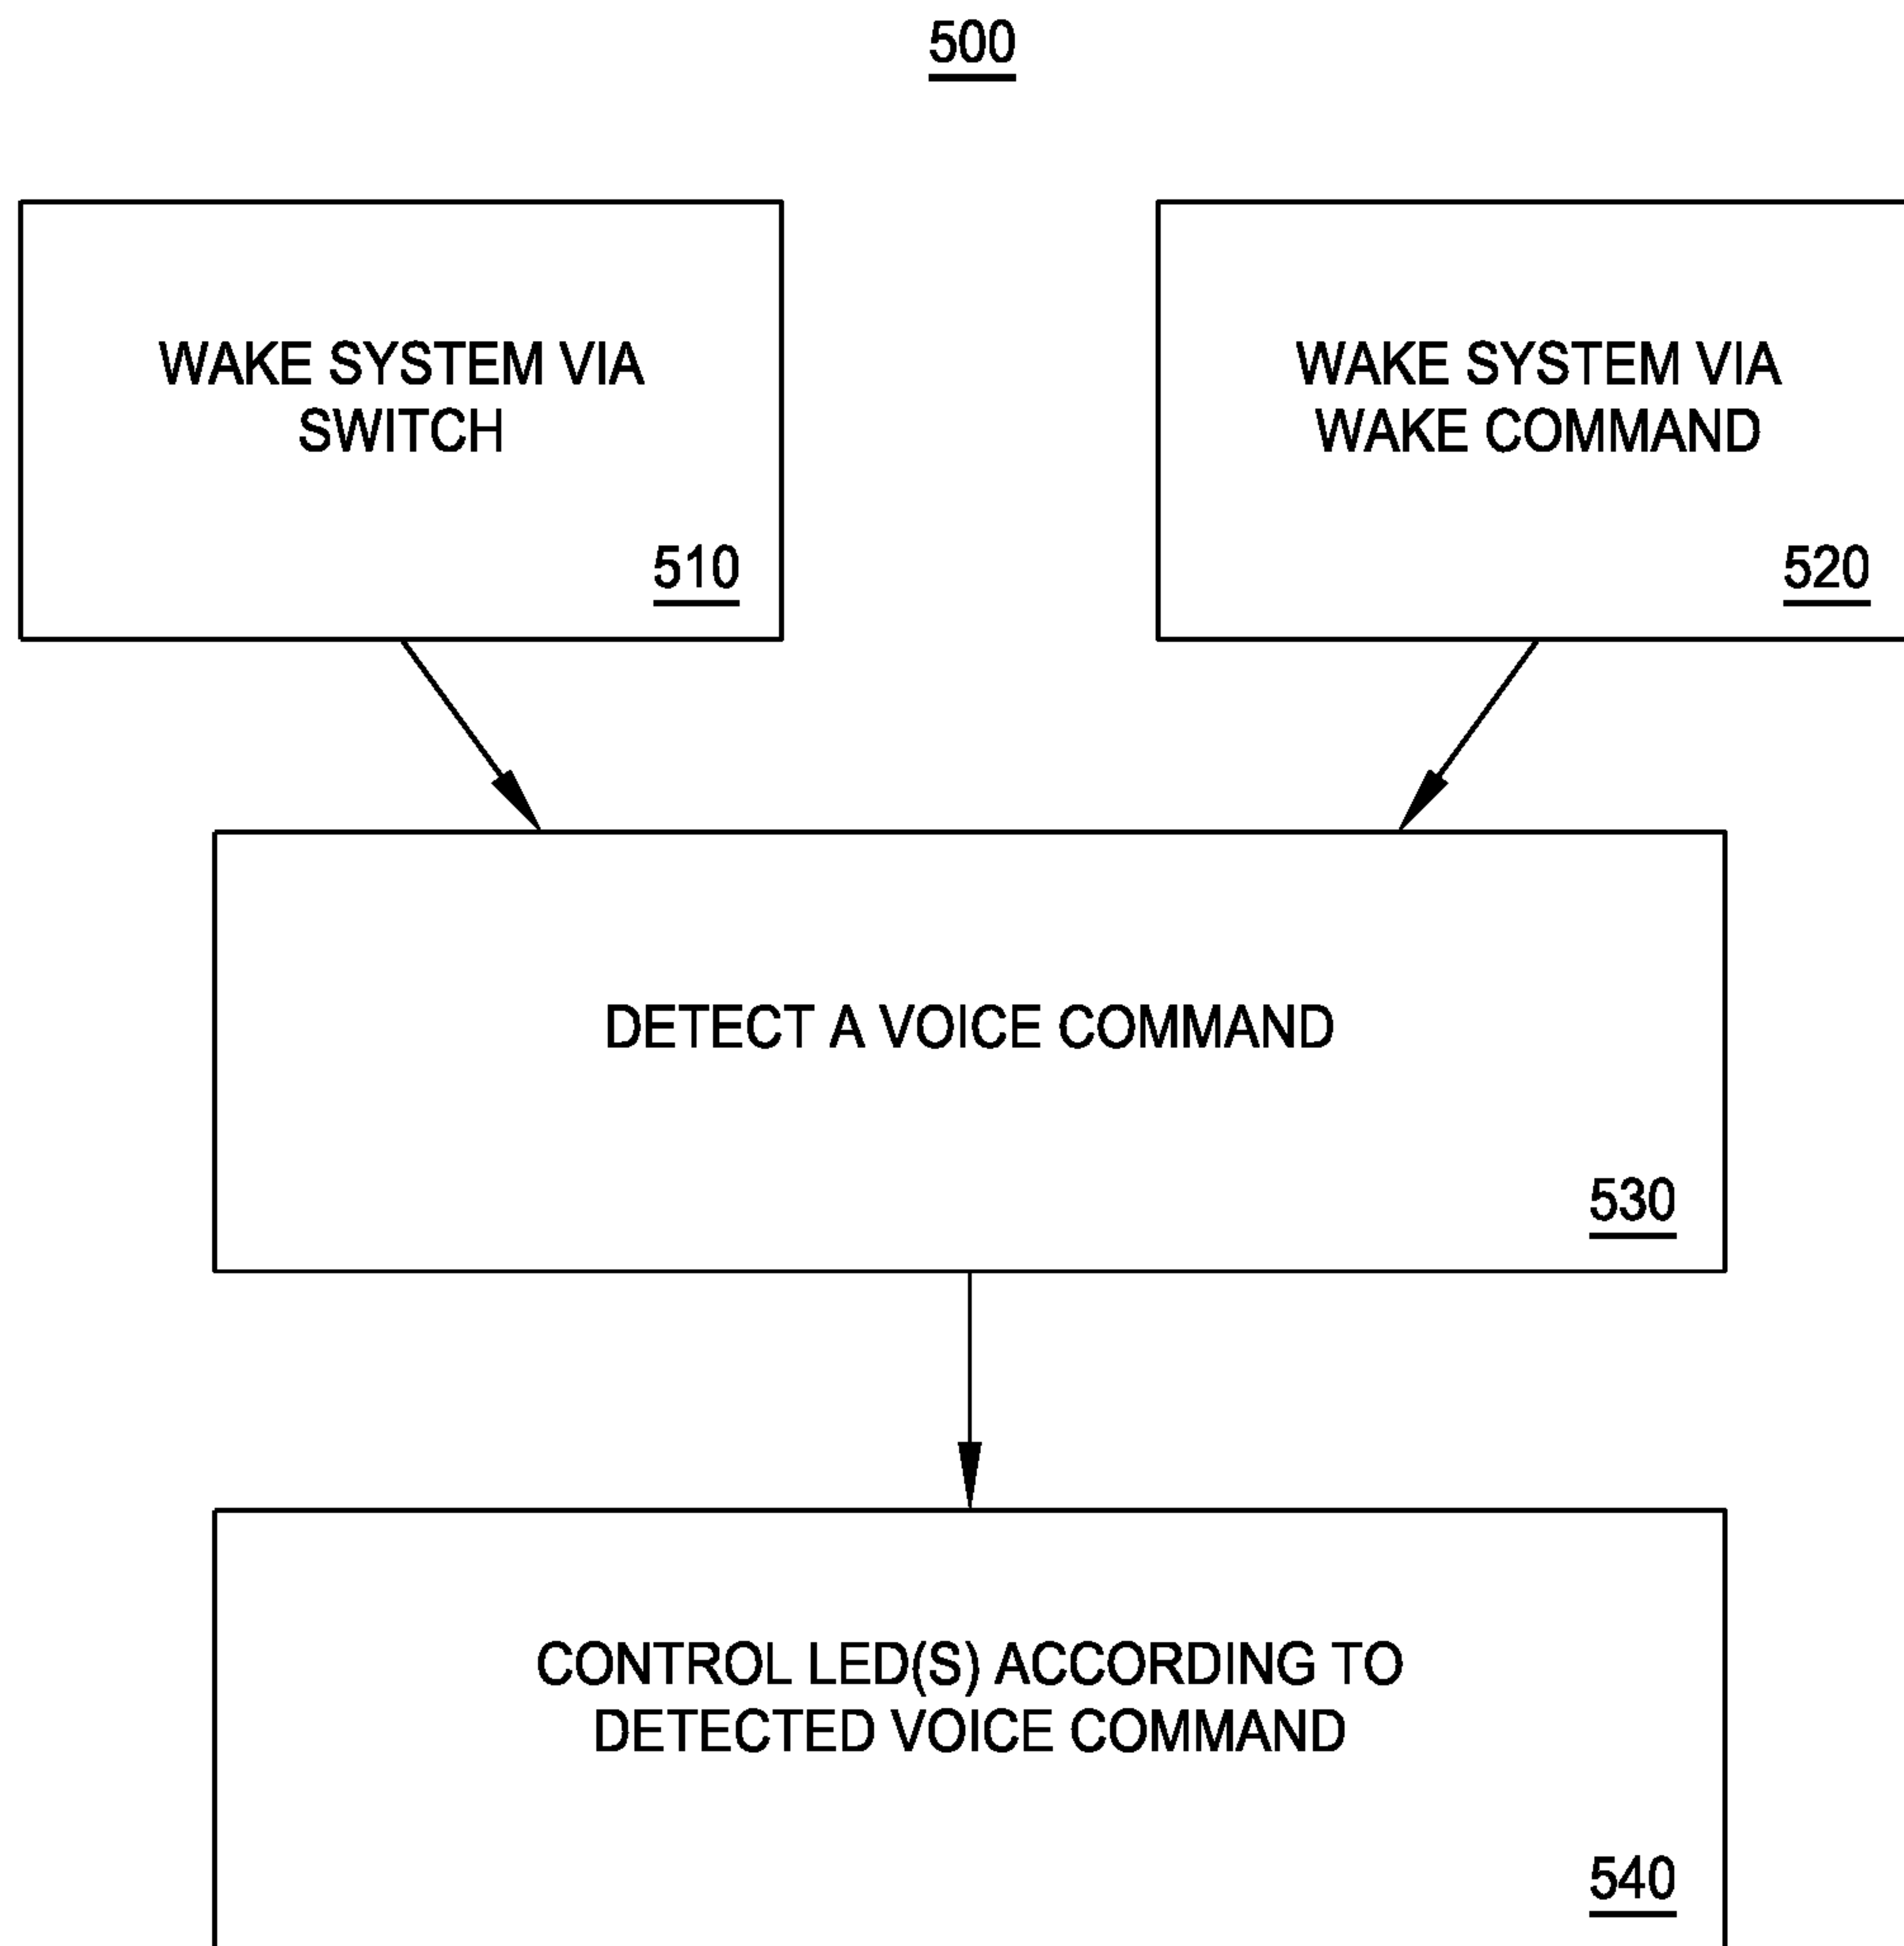 500
WAKE SYSTEM VIA
SWITCH
510
WAKE SYSTEM VIA
WAKE COMMAND
520
DETECT A VOICE COMMAND
530
CONTROL LED(S) ACCORDING TO
DETECTED VOICE COMMAND
540